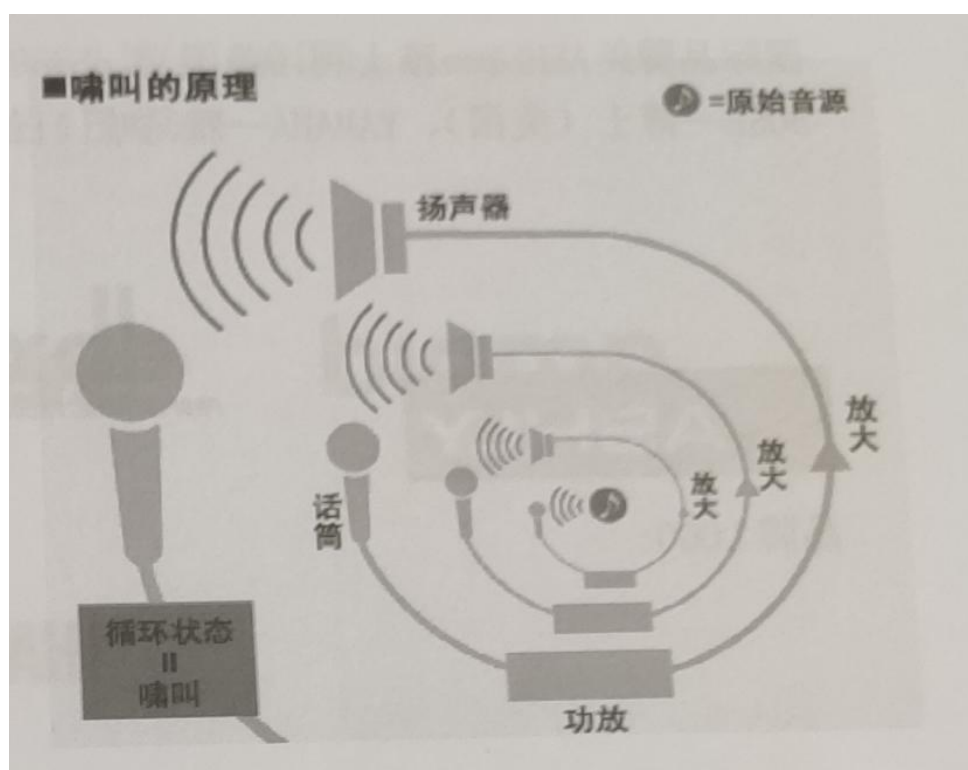 ■啸叫的原理
=原始音源
扬声器
放大
放大
放大
话筒
循环状态
=
啸叫
功放